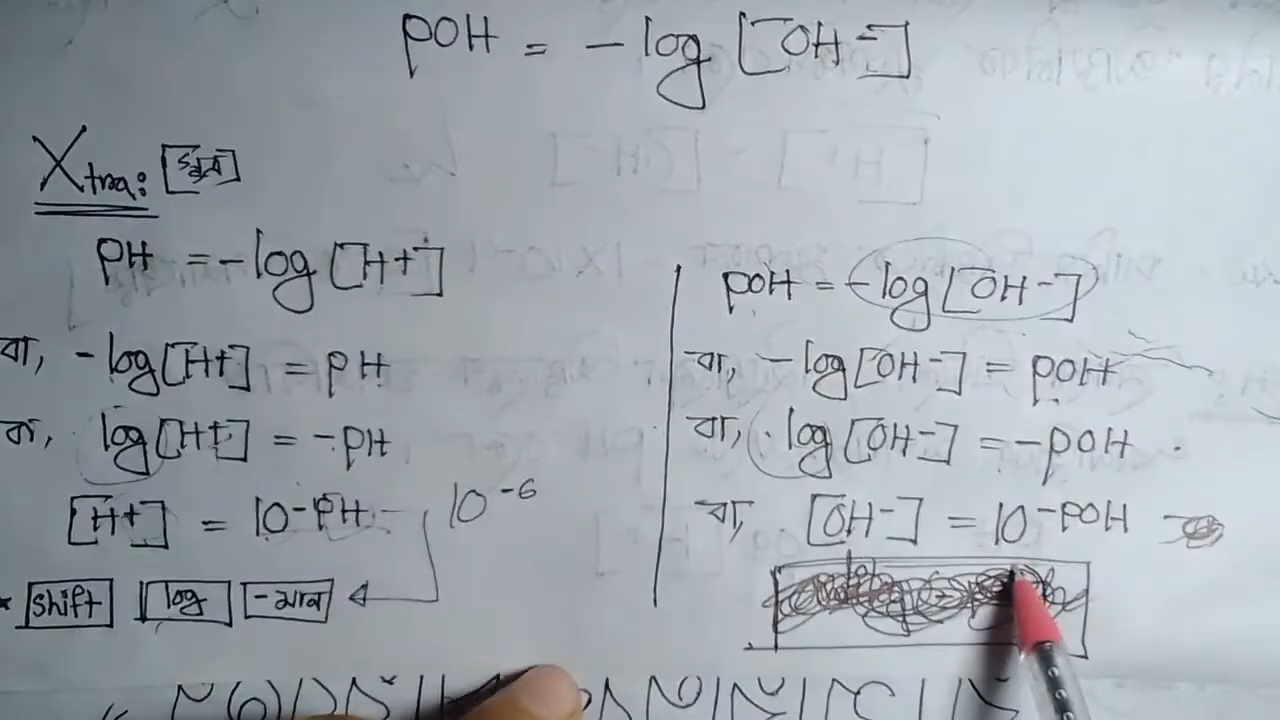 pOH = - log [OH-]
Xtra: [সূত্র]
pH = - log [H+]
বা, - log [H+] = pH
বা, log [H+] = - pH
[H+] = 10^-pH 10^-6
* shift log - মান
pOH = - log [OH-]
বা, - log [OH-] = pOH
বা, log [OH-] = - pOH
বা, [OH-] = 10^-pOH